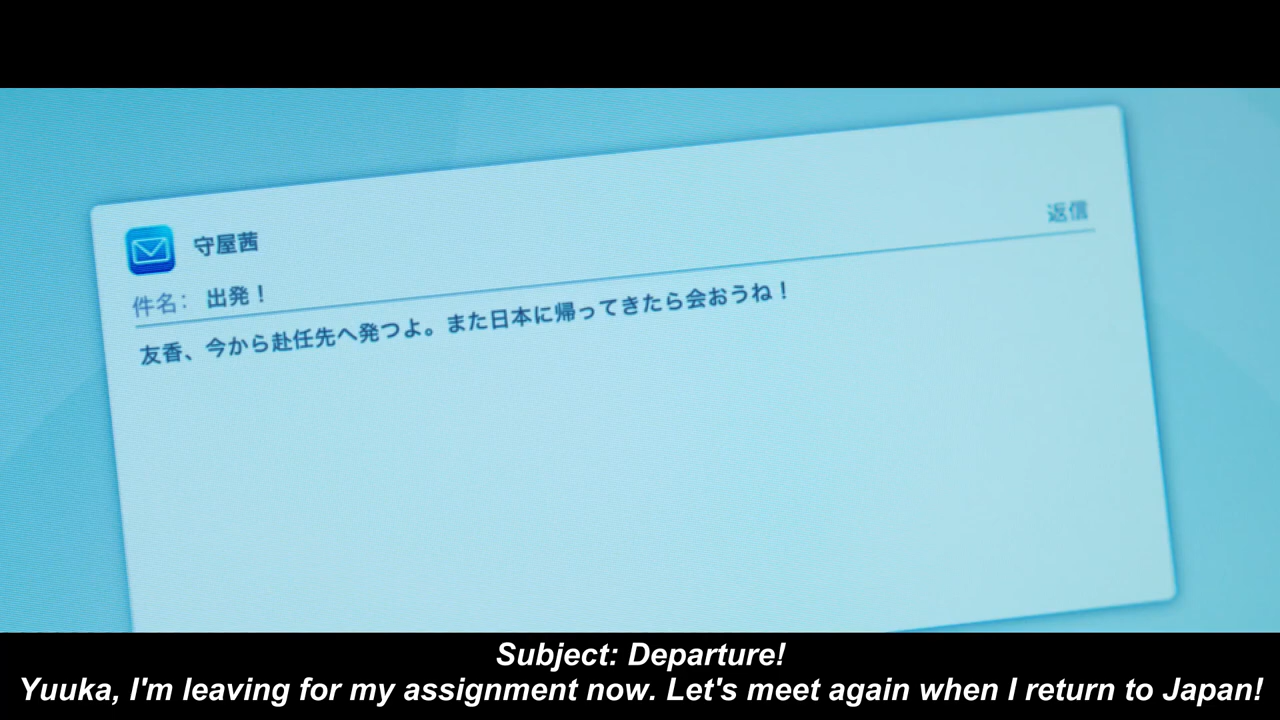 守屋茜
返信
件名： 出発！
友香、今から赴任先へ発つよ。また日本に帰ってきたら会おうね！
Subject: Departure!
Yuuka, I'm leaving for my assignment now. Let's meet again when I return to Japan!